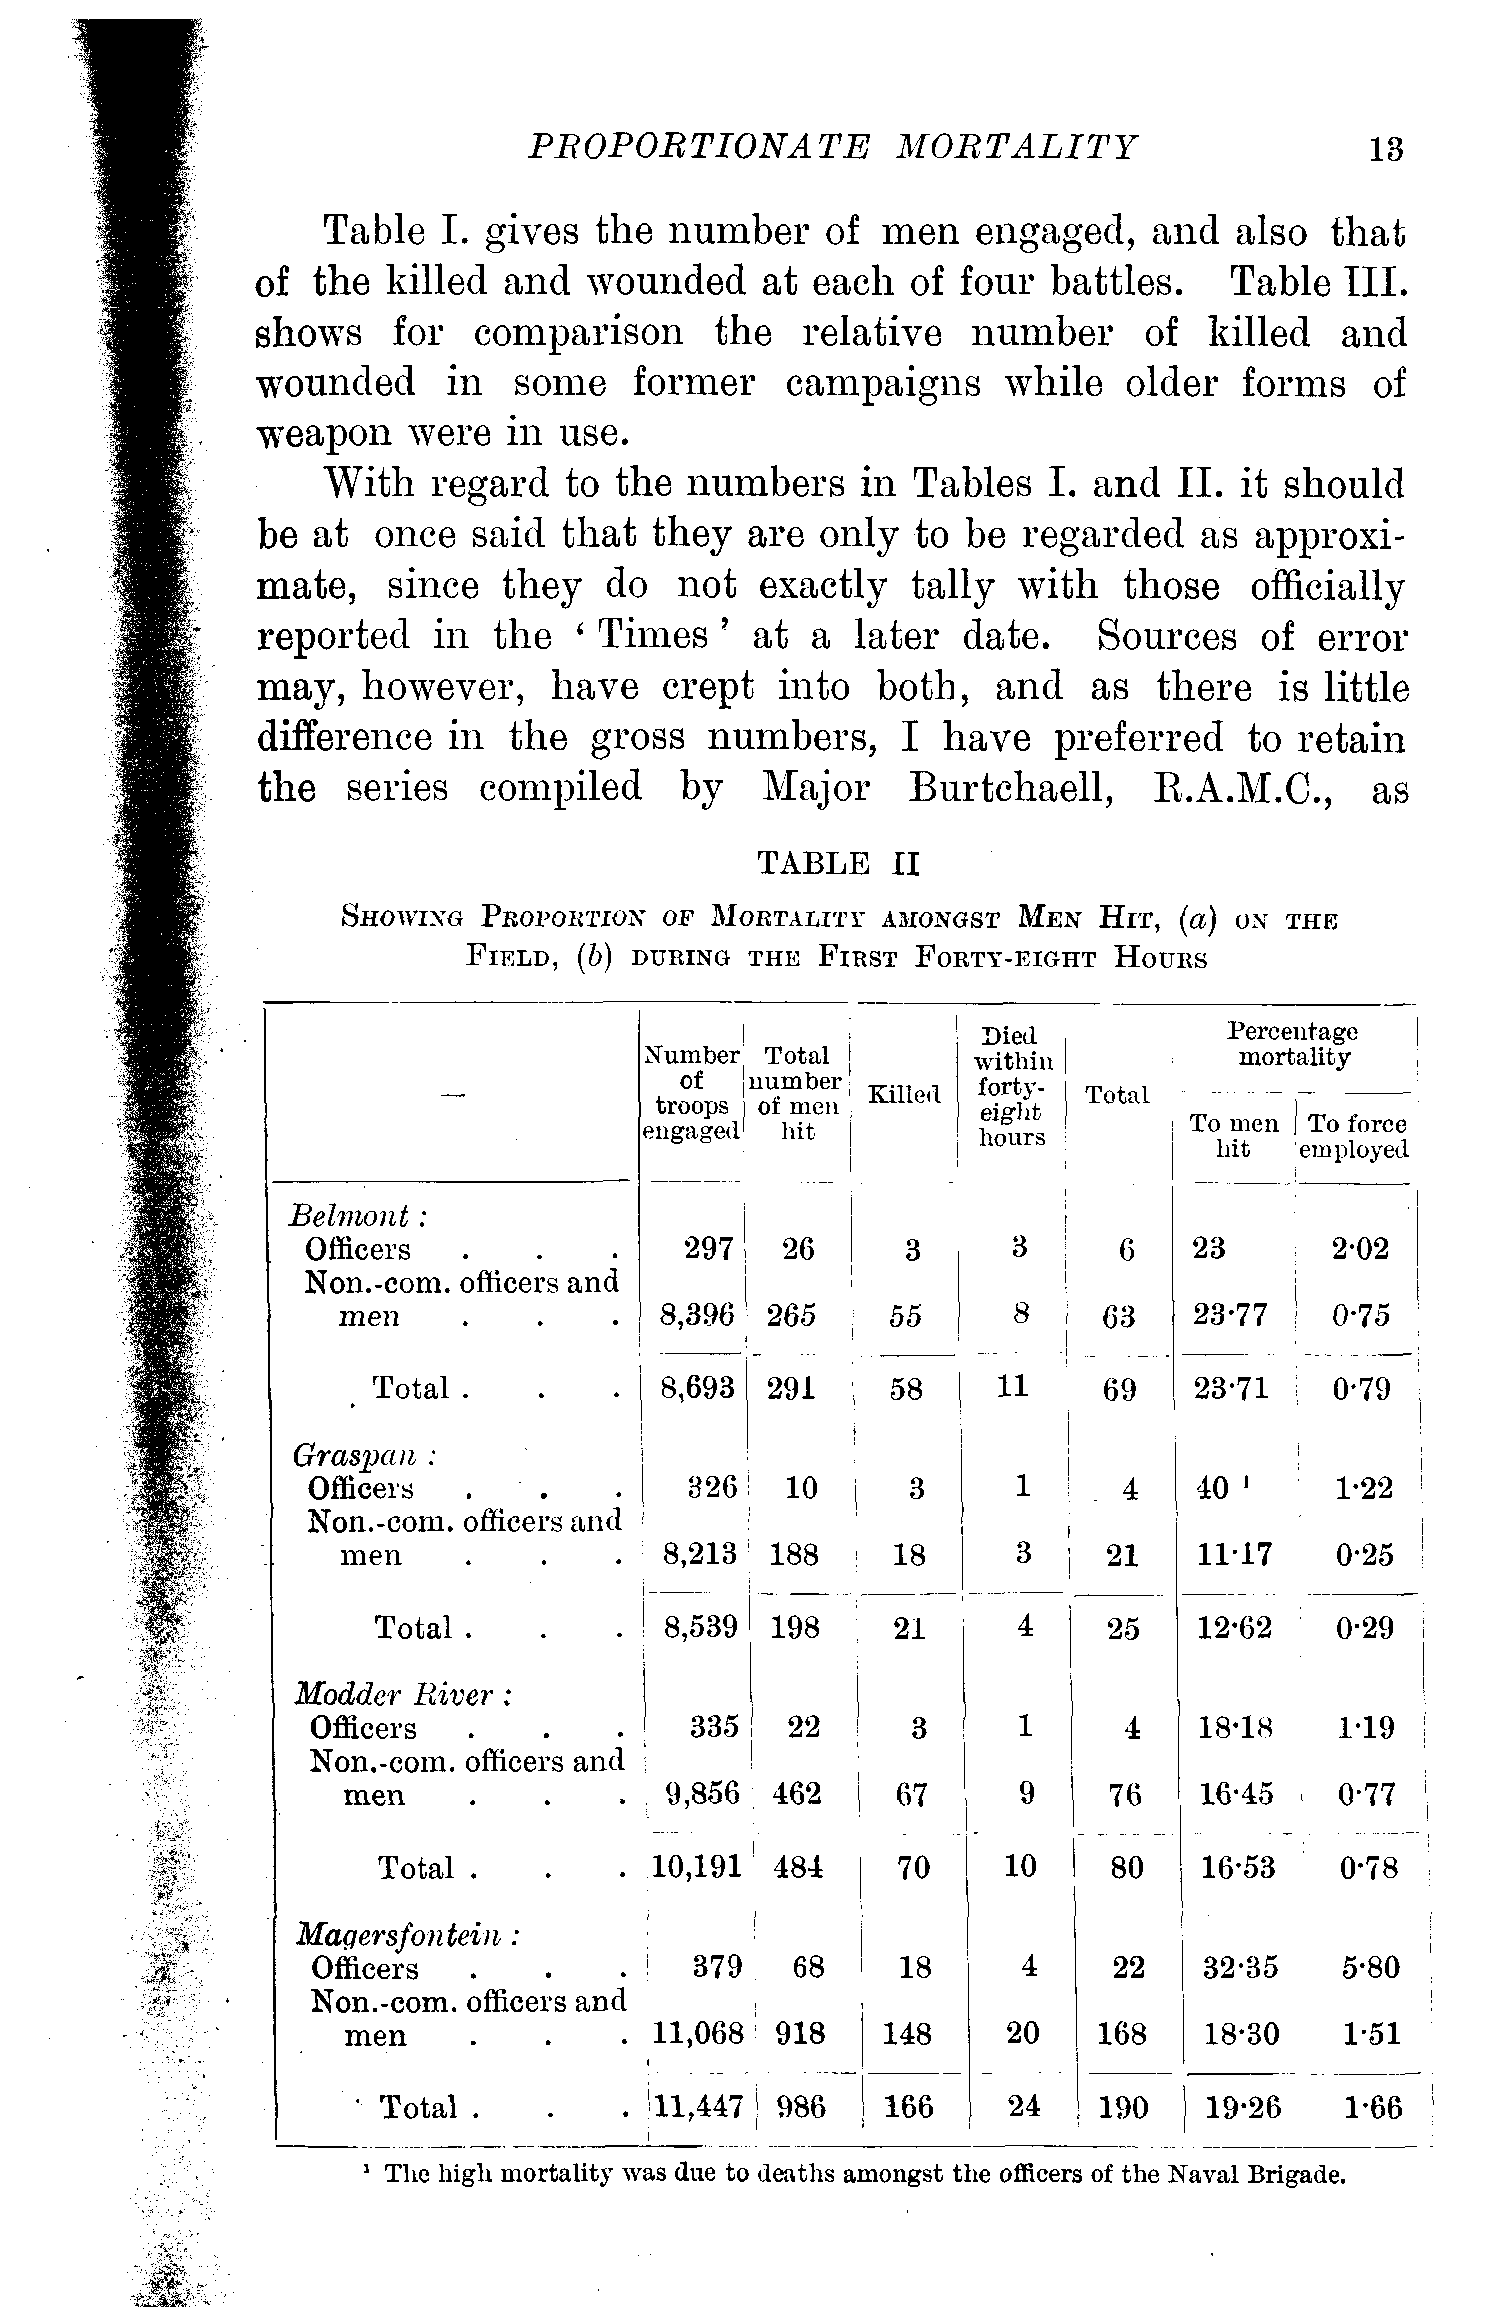 PROPORTIONATE MORTALITY 13
Table I. gives the number of men engaged, and also that
of the killed and wounded at each of four battles. Table III.
shows for comparison the relative number of killed and
wounded in some former campaigns while older forms of
weapon were in use.
With regard to the numbers in Tables I. and II. it should
be at once said that they are only to be regarded as approxi-
mate, since they do not exactly tally with those officially
reported in the ‘Times’ at a later date. Sources of error
may, however, have crept into both, and as there is little
difference in the gross numbers, I have preferred to retain
the series compiled by Major Burtchaell, R.A.M.C., as
TABLE II
Showing Proportion of Mortality amongst Men Hit, (a) on the
Field, (b) during the First Forty-eight Hours
— | Number of troops engaged | Total number of men hit | Killed | Died within forty-eight hours | Total | Percentage mortality
To men hit | To force employed
Belmont :
Officers . . . 297 26 3 3 6 23 2·02
Non.-com. officers and
men . . . 8,396 265 55 8 63 23·77 0·75
Total . . . 8,693 291 58 11 69 23·71 0·79
Graspan :
Officers . . . 326 10 3 1 4 40 ¹ 1·22
Non.-com. officers and
men . . . 8,213 188 18 3 21 11·17 0·25
Total . . . 8,539 198 21 4 25 12·62 0·29
Modder River :
Officers . . . 335 22 3 1 4 18·18 1·19
Non.-com. officers and
men . . . 9,856 462 67 9 76 16·45 0·77
Total . . . 10,191 484 70 10 80 16·53 0·78
Magersfontein :
Officers . . . 379 68 18 4 22 32·35 5·80
Non.-com. officers and
men . . . 11,068 918 148 20 168 18·30 1·51
Total . . . 11,447 986 166 24 190 19·26 1·66
¹ The high mortality was due to deaths amongst the officers of the Naval Brigade.